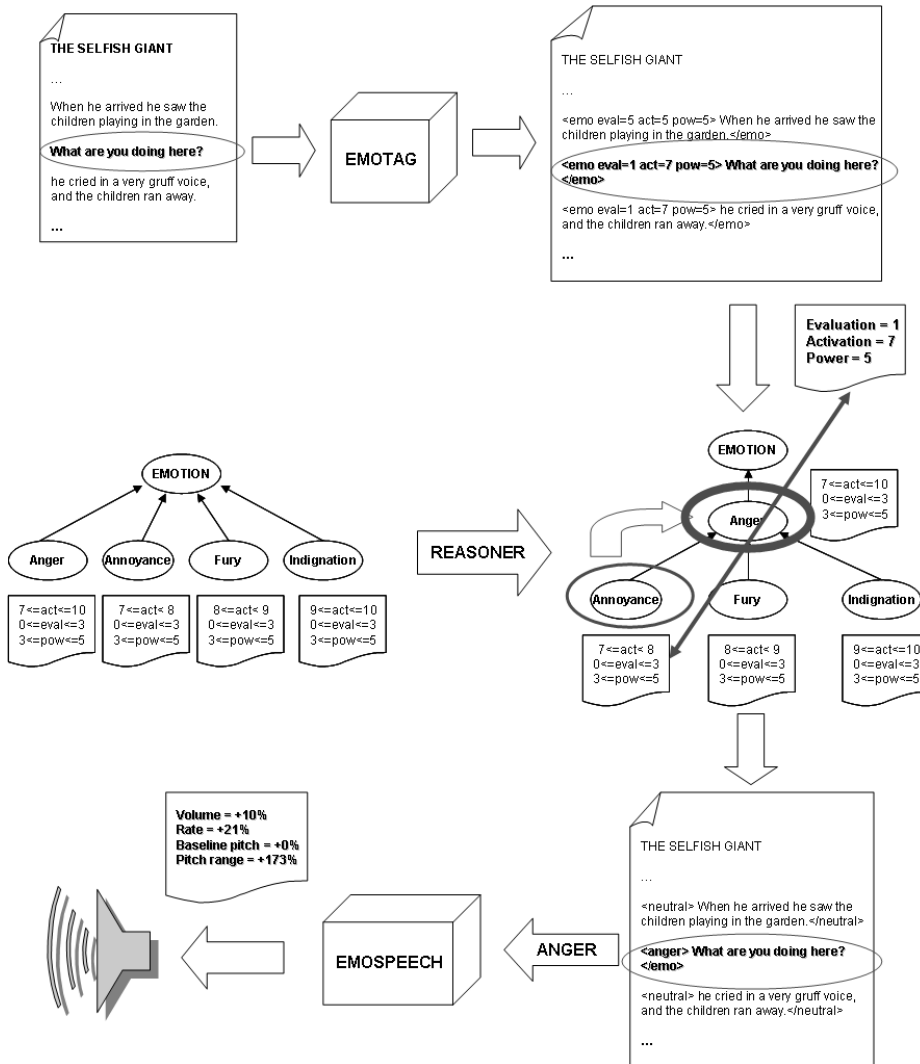 THE SELFISH GIANT
...
When he arrived he saw the
children playing in the garden.
What are you doing here?
he cried in a very gruff voice,
and the children ran away.
...
EMOTAG
THE SELFISH GIANT
...
<emo eval=5 act=5 pow=5> When he arrived he saw the
children playing in the garden.</emo>
<emo eval=1 act=7 pow=5> What are you doing here?
</emo>
<emo eval=1 act=7 pow=5> he cried in a very gruff voice,
and the children ran away.</emo>
...
Evaluation = 1
Activation = 7
Power = 5
EMOTION
Anger
Annoyance
Fury
Indignation
7<=act<=10
0<=eval<=3
3<=pow<=5
7<=act< 8
0<=eval<=3
3<=pow<=5
8<=act< 9
0<=eval<=3
3<=pow<=5
9<=act<=10
0<=eval<=3
3<=pow<=5
REASONER
EMOTION
Anger
7<=act<=10
0<=eval<=3
3<=pow<=5
Annoyance
Fury
Indignation
7<=act< 8
0<=eval<=3
3<=pow<=5
8<=act< 9
0<=eval<=3
3<=pow<=5
9<=act<=10
0<=eval<=3
3<=pow<=5
THE SELFISH GIANT
...
<neutral> When he arrived he saw the
children playing in the garden.</neutral>
<anger> What are you doing here?
</emo>
<neutral> he cried in a very gruff voice,
and the children ran away.</neutral>
...
ANGER
EMOSPEECH
Volume = +10%
Rate = +21%
Baseline pitch = +0%
Pitch range = +173%